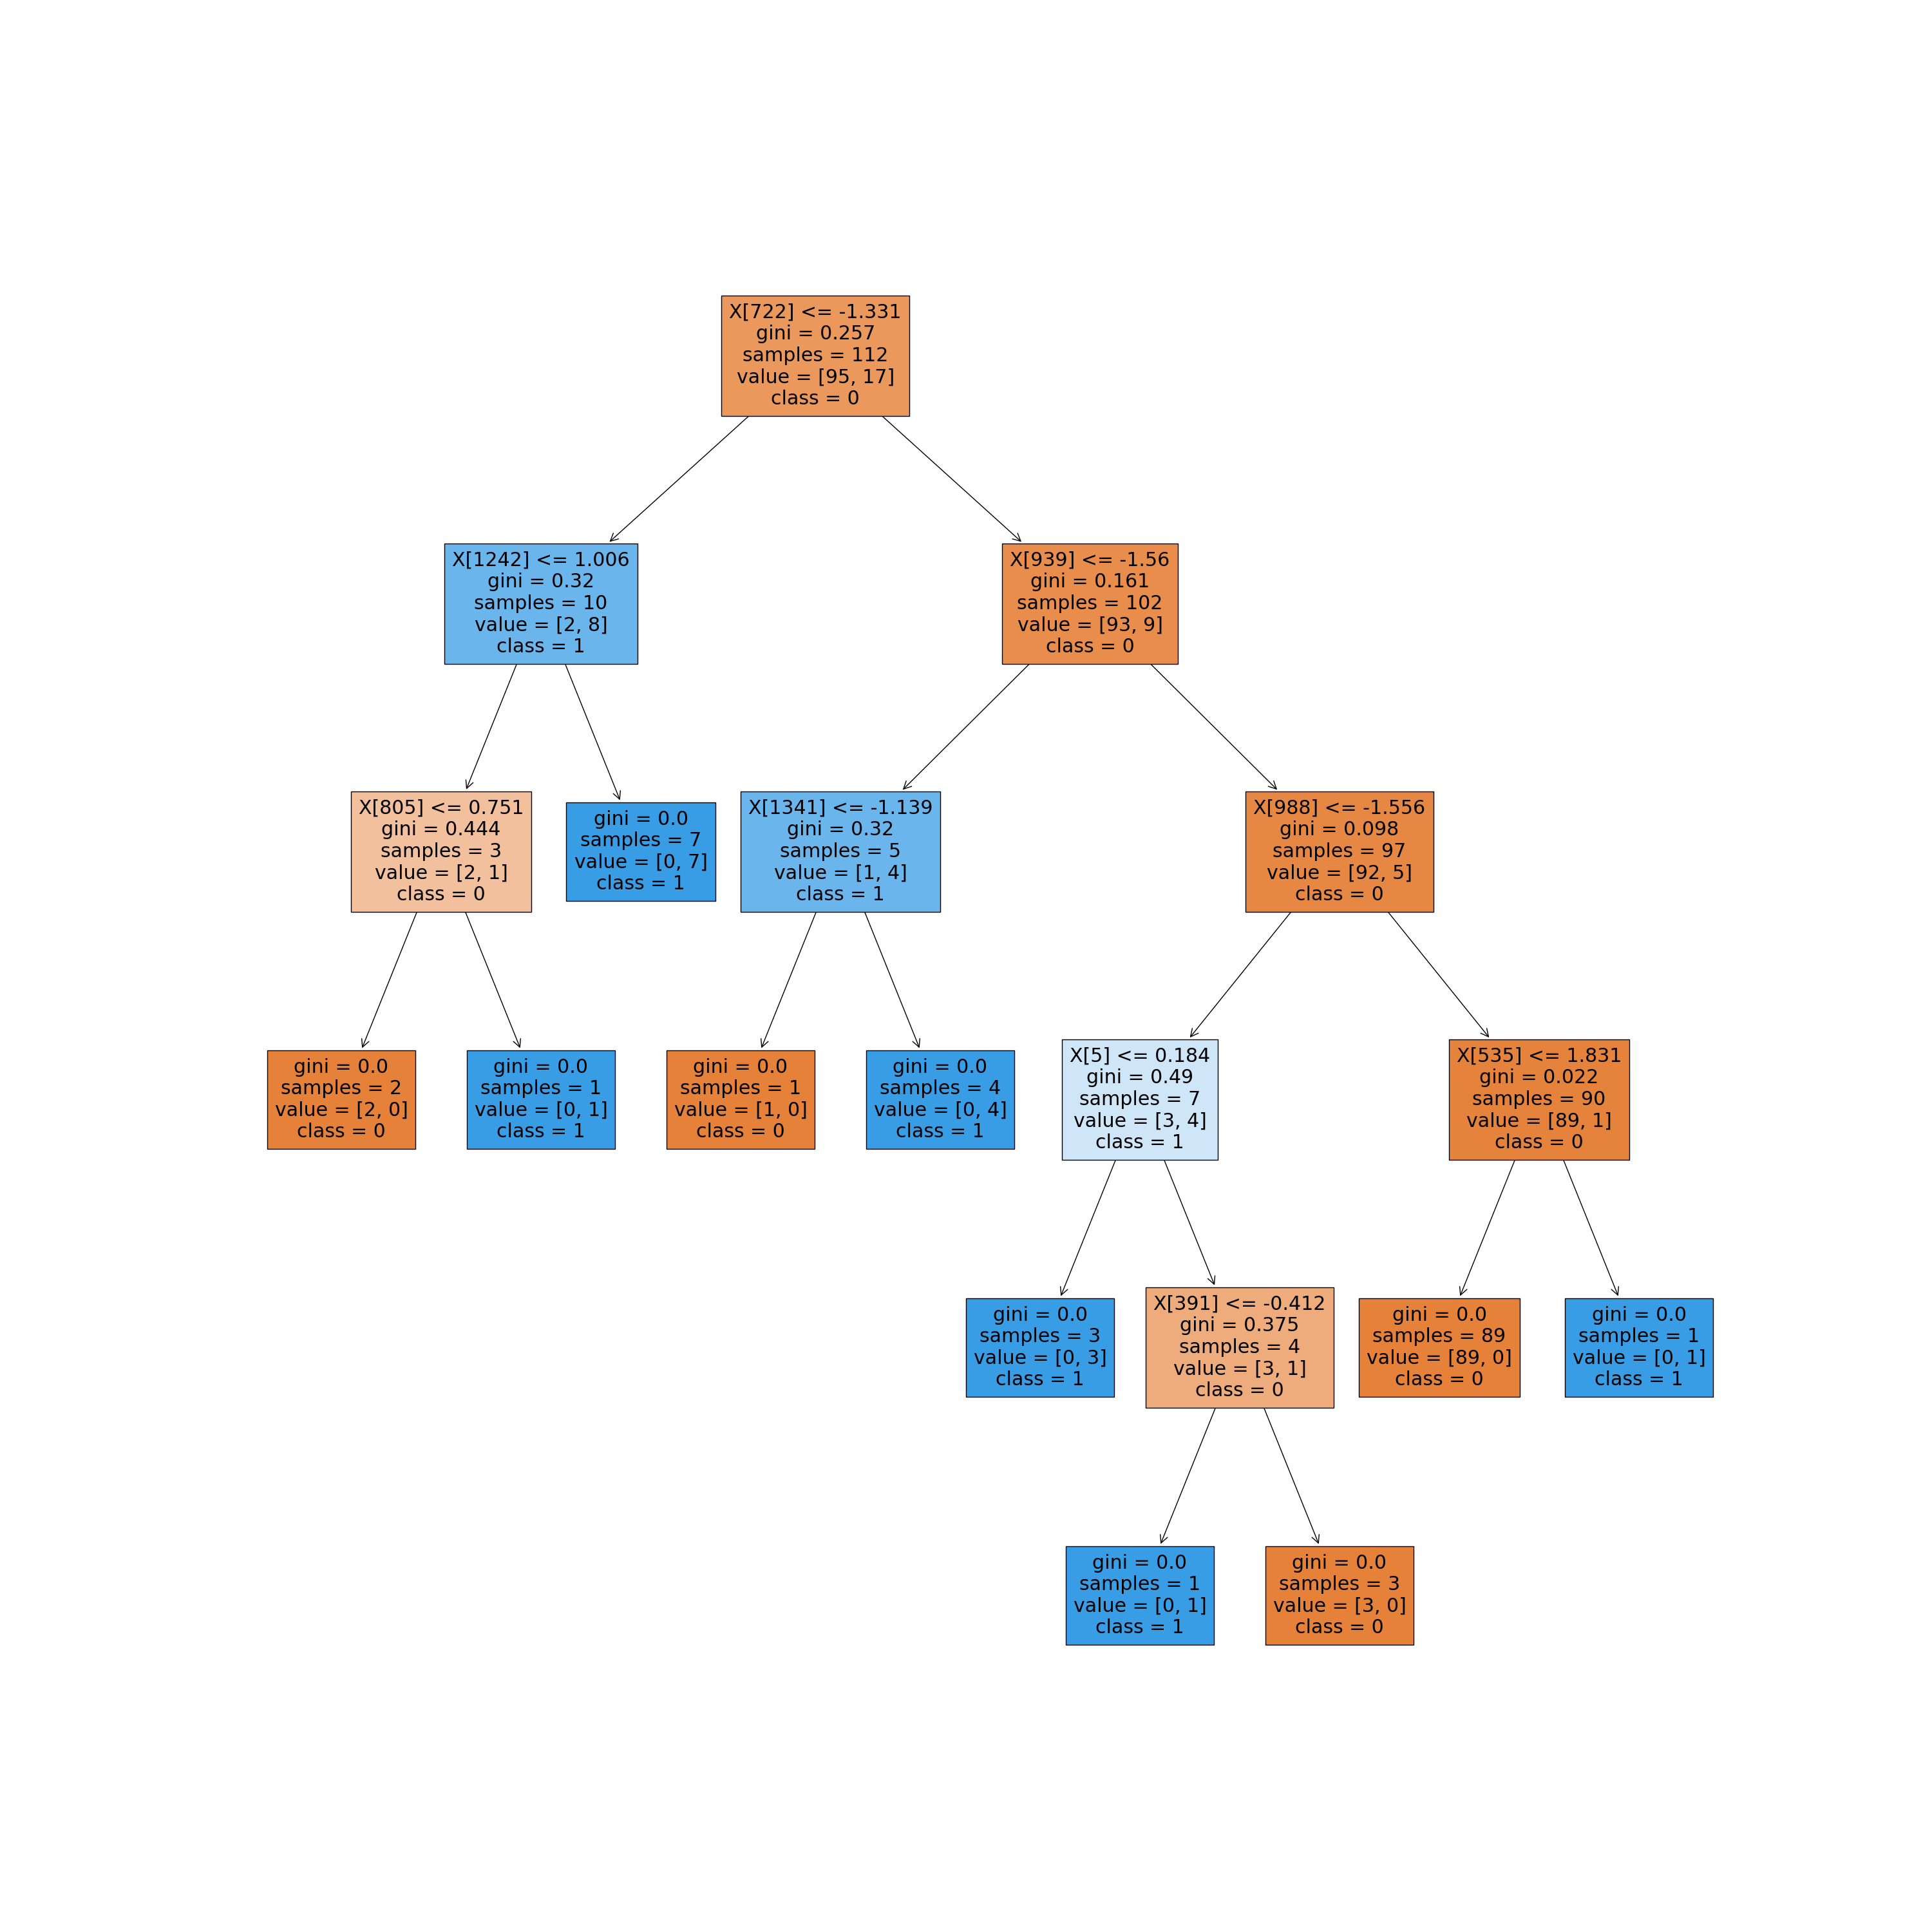 X[722] <= -1.331
gini = 0.257
samples = 112
value = [95, 17]
class = 0
X[1242] <= 1.006
gini = 0.32
samples = 10
value = [2, 8]
class = 1
X[939] <= -1.56
gini = 0.161
samples = 102
value = [93, 9]
class = 0
X[805] <= 0.751
gini = 0.444
samples = 3
value = [2, 1]
class = 0
gini = 0.0
samples = 7
value = [0, 7]
class = 1
X[1341] <= -1.139
gini = 0.32
samples = 5
value = [1, 4]
class = 1
X[988] <= -1.556
gini = 0.098
samples = 97
value = [92, 5]
class = 0
gini = 0.0
samples = 2
value = [2, 0]
class = 0
gini = 0.0
samples = 1
value = [0, 1]
class = 1
gini = 0.0
samples = 1
value = [1, 0]
class = 0
gini = 0.0
samples = 4
value = [0, 4]
class = 1
X[5] <= 0.184
gini = 0.49
samples = 7
value = [3, 4]
class = 1
X[535] <= 1.831
gini = 0.022
samples = 90
value = [89, 1]
class = 0
gini = 0.0
samples = 3
value = [0, 3]
class = 1
X[391] <= -0.412
gini = 0.375
samples = 4
value = [3, 1]
class = 0
gini = 0.0
samples = 89
value = [89, 0]
class = 0
gini = 0.0
samples = 1
value = [0, 1]
class = 1
gini = 0.0
samples = 1
value = [0, 1]
class = 1
gini = 0.0
samples = 3
value = [3, 0]
class = 0